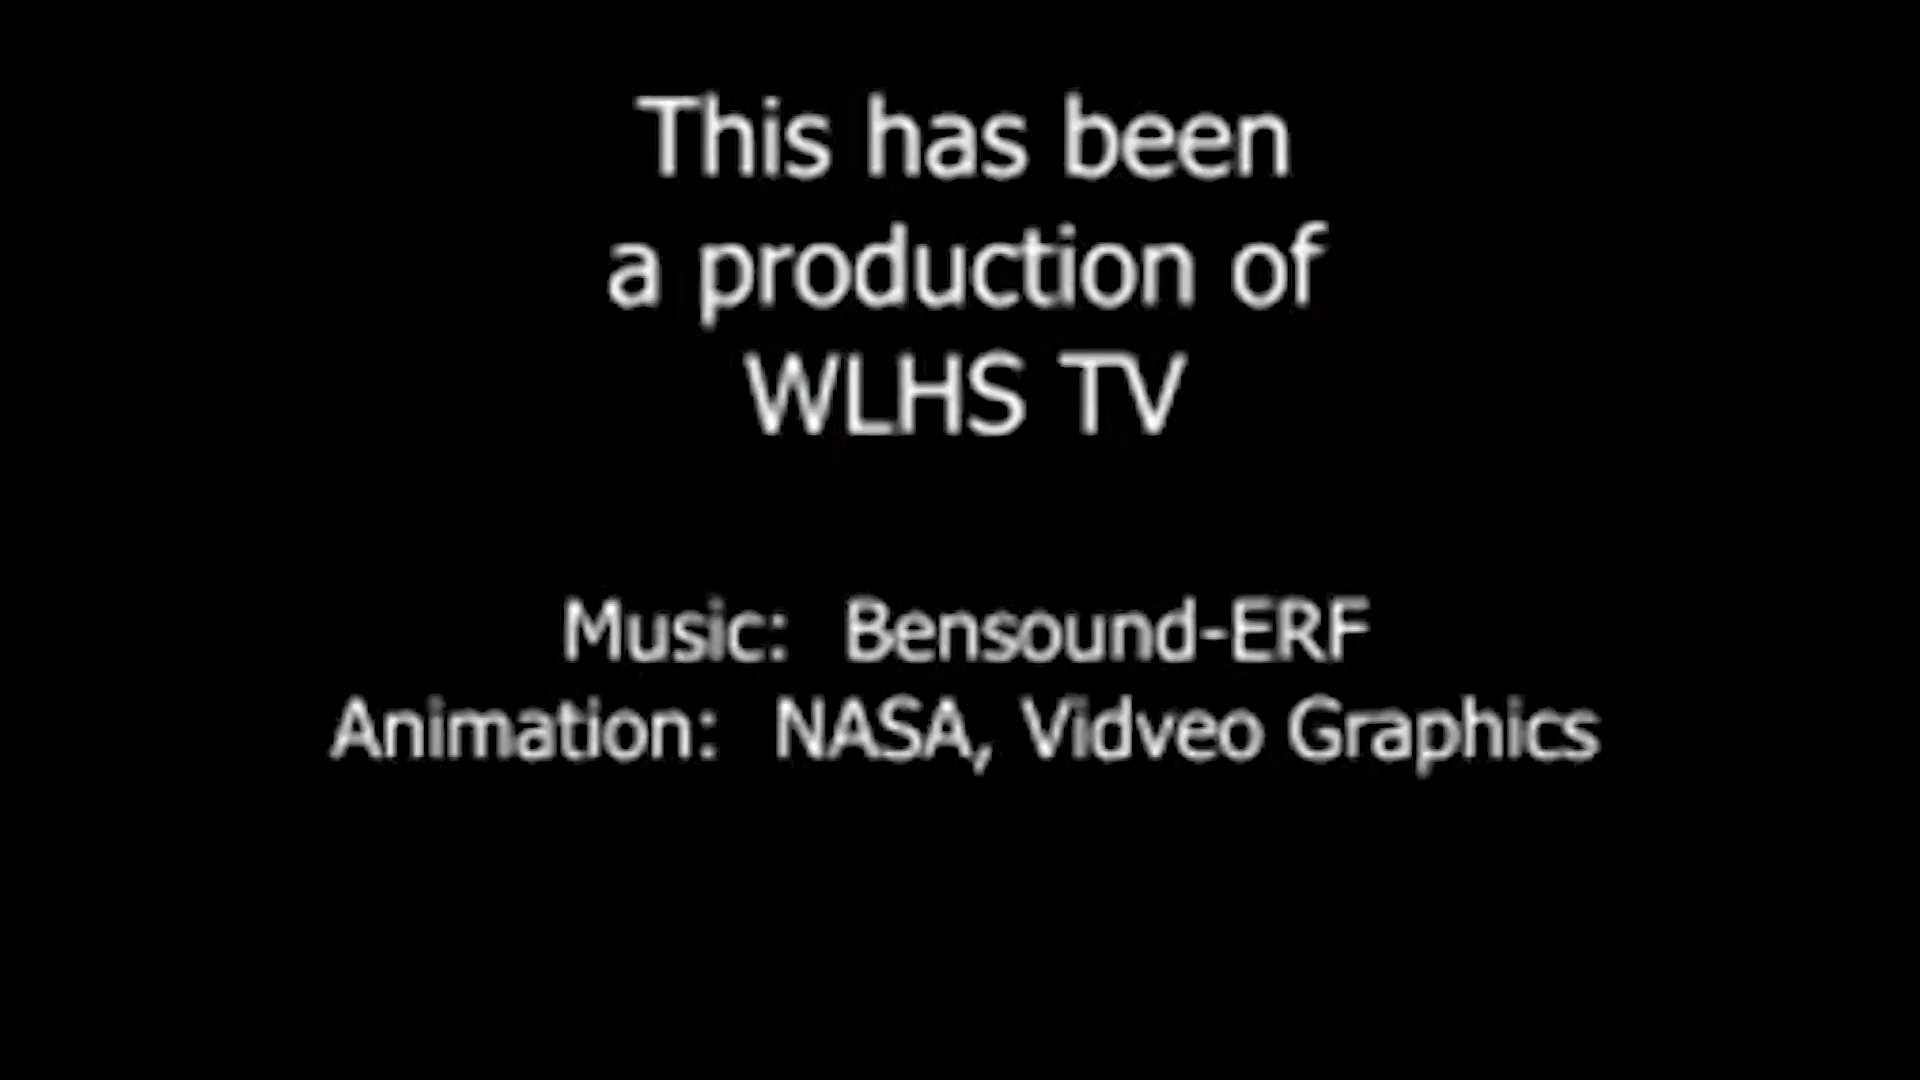 This has been
a production of
WLHS TV
Music: Bensound-ERF
Animation: NASA, Vidveo Graphics